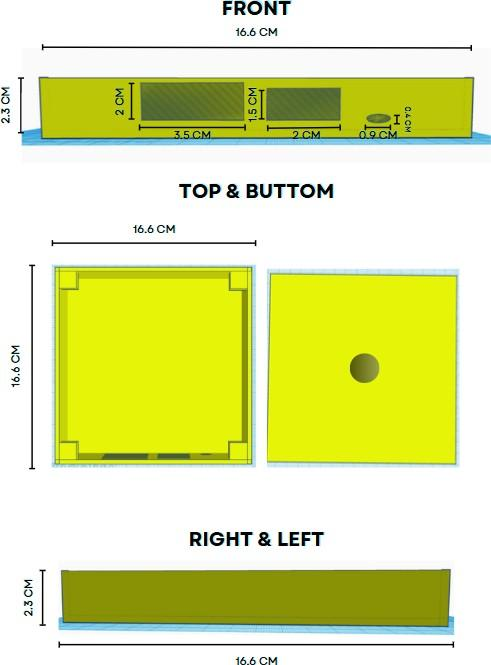 FRONT
16.6 CM
2.3 CM
2 CM
1.5 CM
0.4 CM
3.5 CM
2 CM
0.9 CM
TOP & BUTTOM
16.6 CM
16.6 CM
RIGHT & LEFT
2.3 CM
16.6 CM